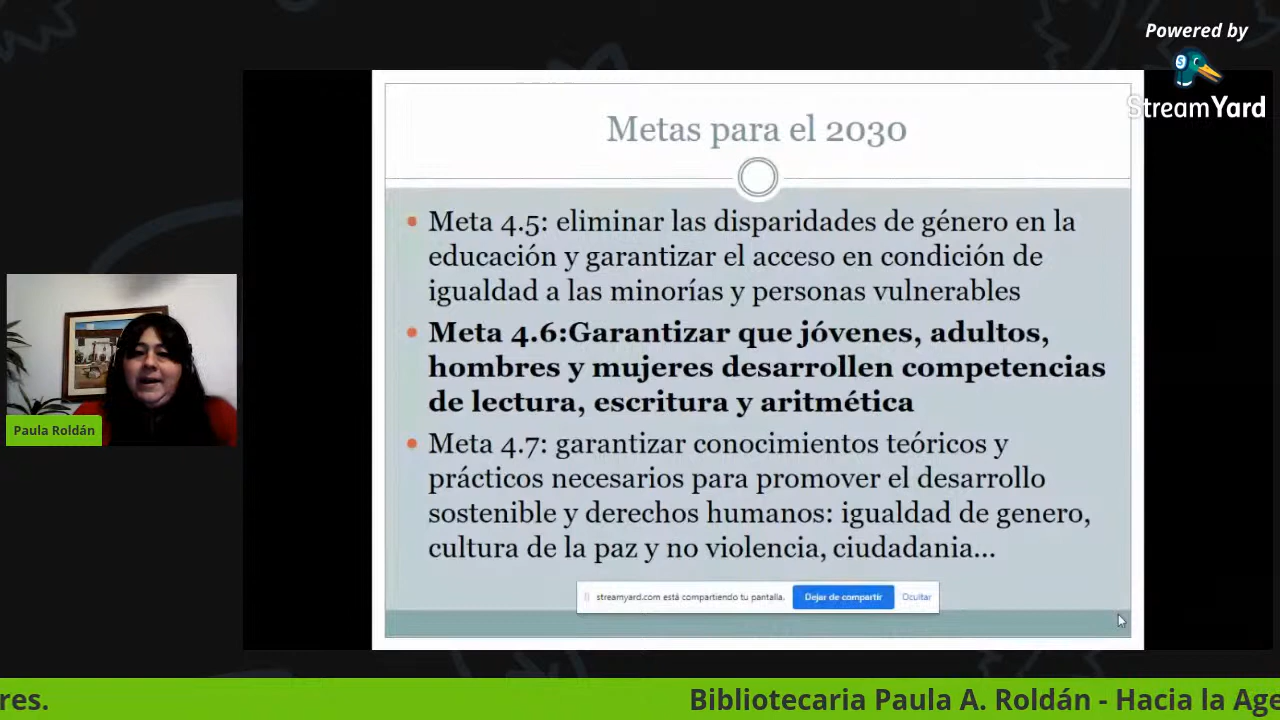 Powered by
StreamYard
Metas para el 2030
Meta 4.5: eliminar las disparidades de género en la
educación y garantizar el acceso en condición de
igualdad a las minorías y personas vulnerables
Meta 4.6:Garantizar que jóvenes, adultos,
hombres y mujeres desarrollen competencias
de lectura, escritura y aritmética
Meta 4.7: garantizar conocimientos teóricos y
prácticos necesarios para promover el desarrollo
sostenible y derechos humanos: igualdad de genero,
cultura de la paz y no violencia, ciudadania...
streamyard.com está compartiendo tu pantalla. Dejar de compartir Ocultar
Paula Roldán
res. Bibliotecaria Paula A. Roldán - Hacia la Age